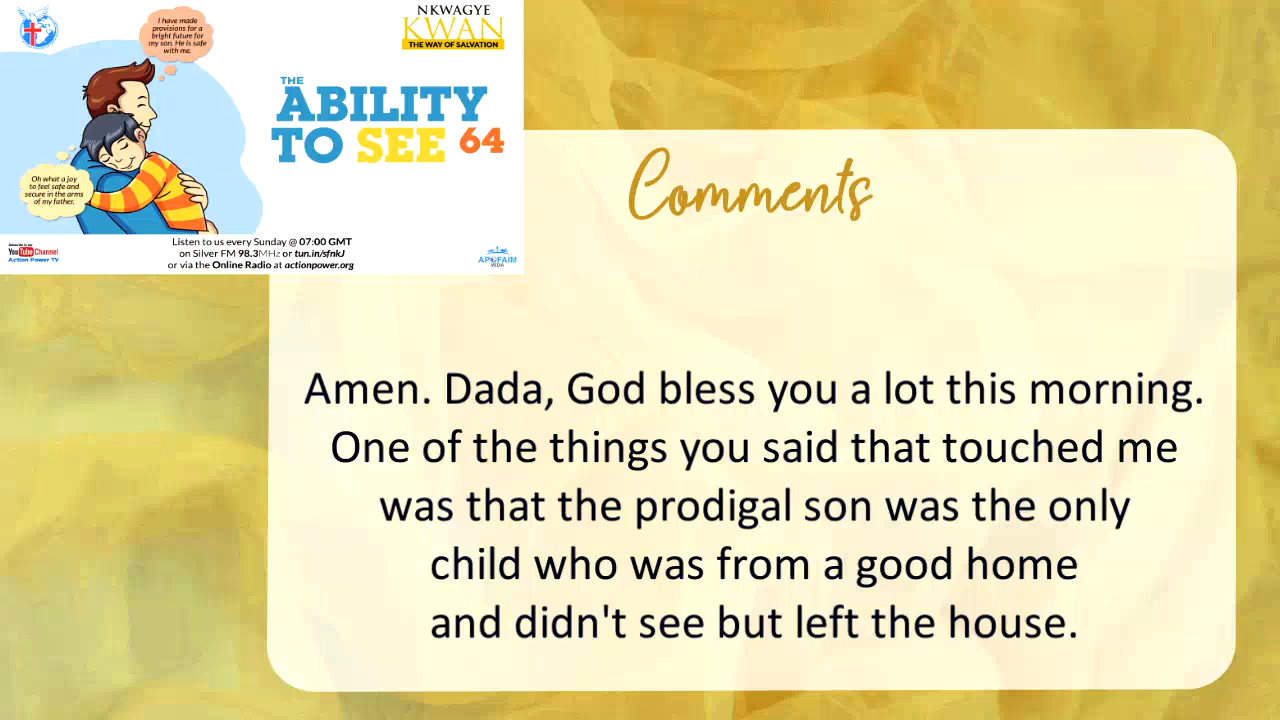 I have made
provisions for a
bright future for
my son. He is safe
with me.
NKWAGYE
KWAN
THE WAY OF SALVATION
THE
ABILITY
TO SEE 64
Oh what a joy
to feel safe and
secure in the arms
of my father.
Listen to us every Sunday @ 07:00 GMT
on Silver FM 98.3MHz or tun.in/sfnkJ
or via the Online Radio at actionpower.org
YouTube Channel
Action Power TV
APOFAIM
MEDIA
Comments
Amen. Dada, God bless you a lot this morning.
One of the things you said that touched me
was that the prodigal son was the only
child who was from a good home
and didn't see but left the house.